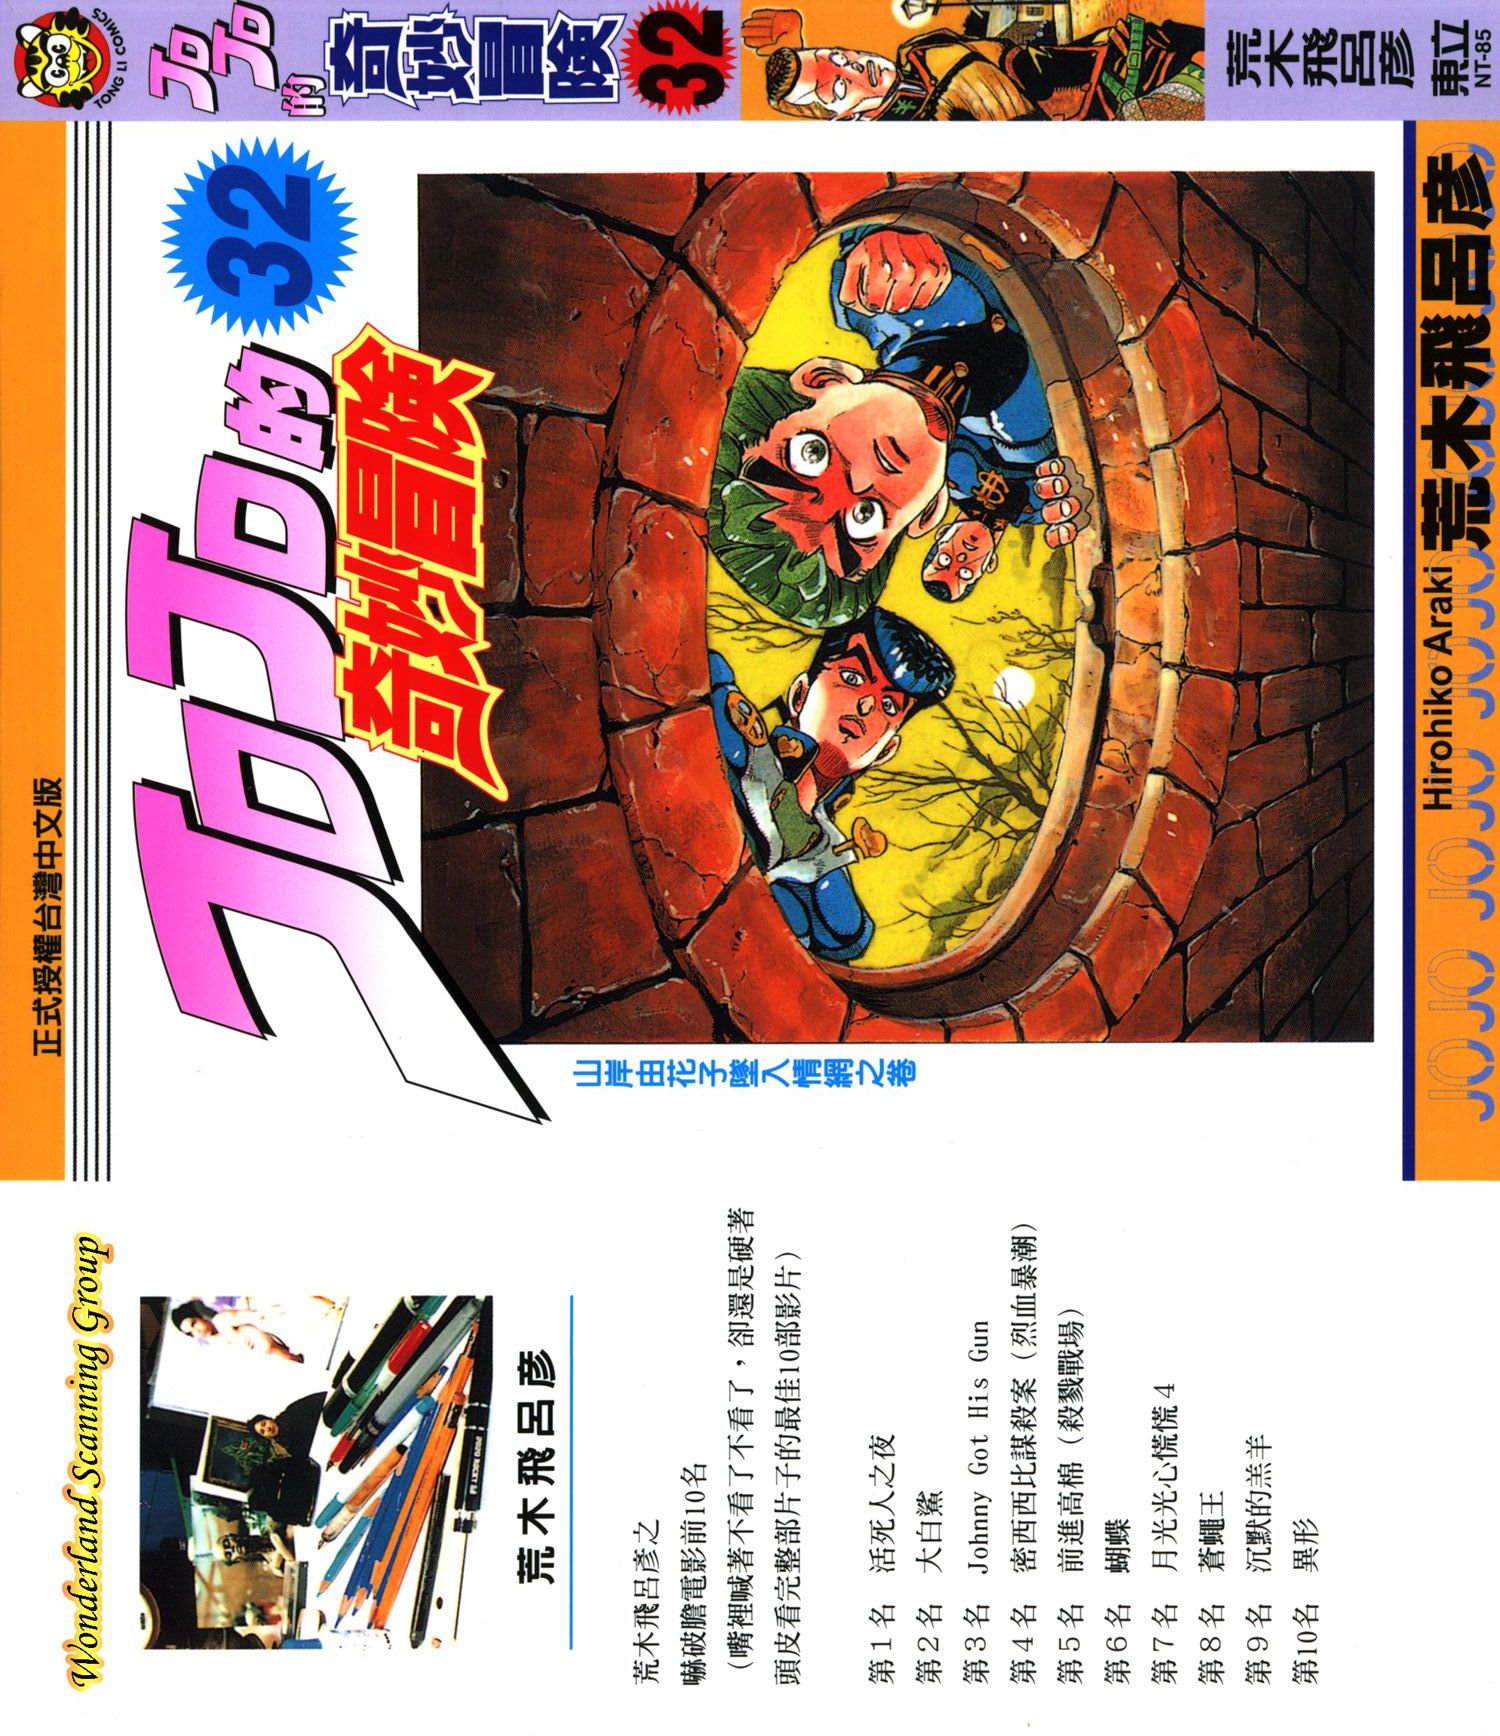 TONG LI COMICS
JOJO的奇妙冒険
32
荒木飛呂彦
東立
NT-85
正式授權台灣中文版
32
JOJO的
奇妙冒険
山岸由花子墜入情網之卷
Hirohiko Araki 荒木飛呂彦
JOJO JOJO JOJO
Wonderland Scanning Group
荒木飛呂彦
荒木飛呂彥之
嚇破膽電影前10名
（嘴裡喊著不看了不看了，卻還是硬著
頭皮看完整部片子的最佳10部影片）
第1名 活死人之夜
第2名 大白鯊
第3名 Johnny Got His Gun
第4名 密西西比謀殺案（烈血暴潮）
第5名 前進高棉（殺戮戰場）
第6名 蝴蝶
第7名 月光光心慌慌4
第8名 蒼蠅王
第9名 沉默的羔羊
第10名 異形